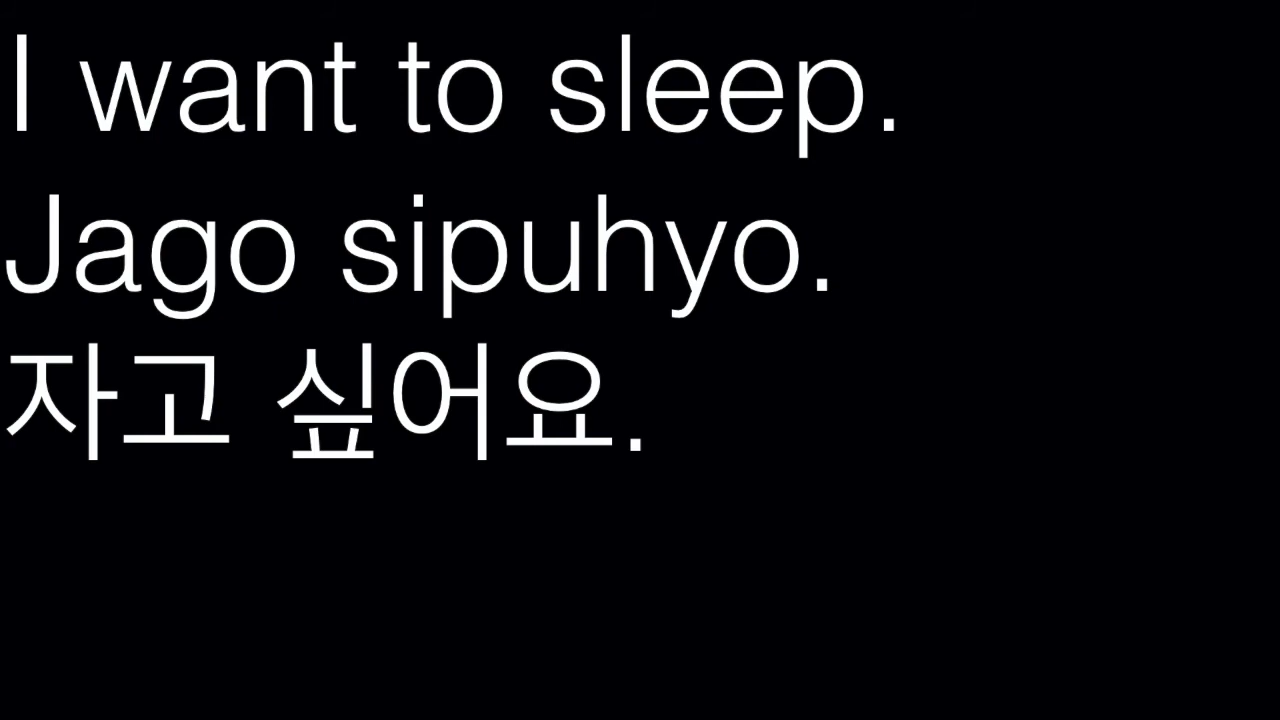 I want to sleep.
Jago sipuhyo.
자고 싶어요.